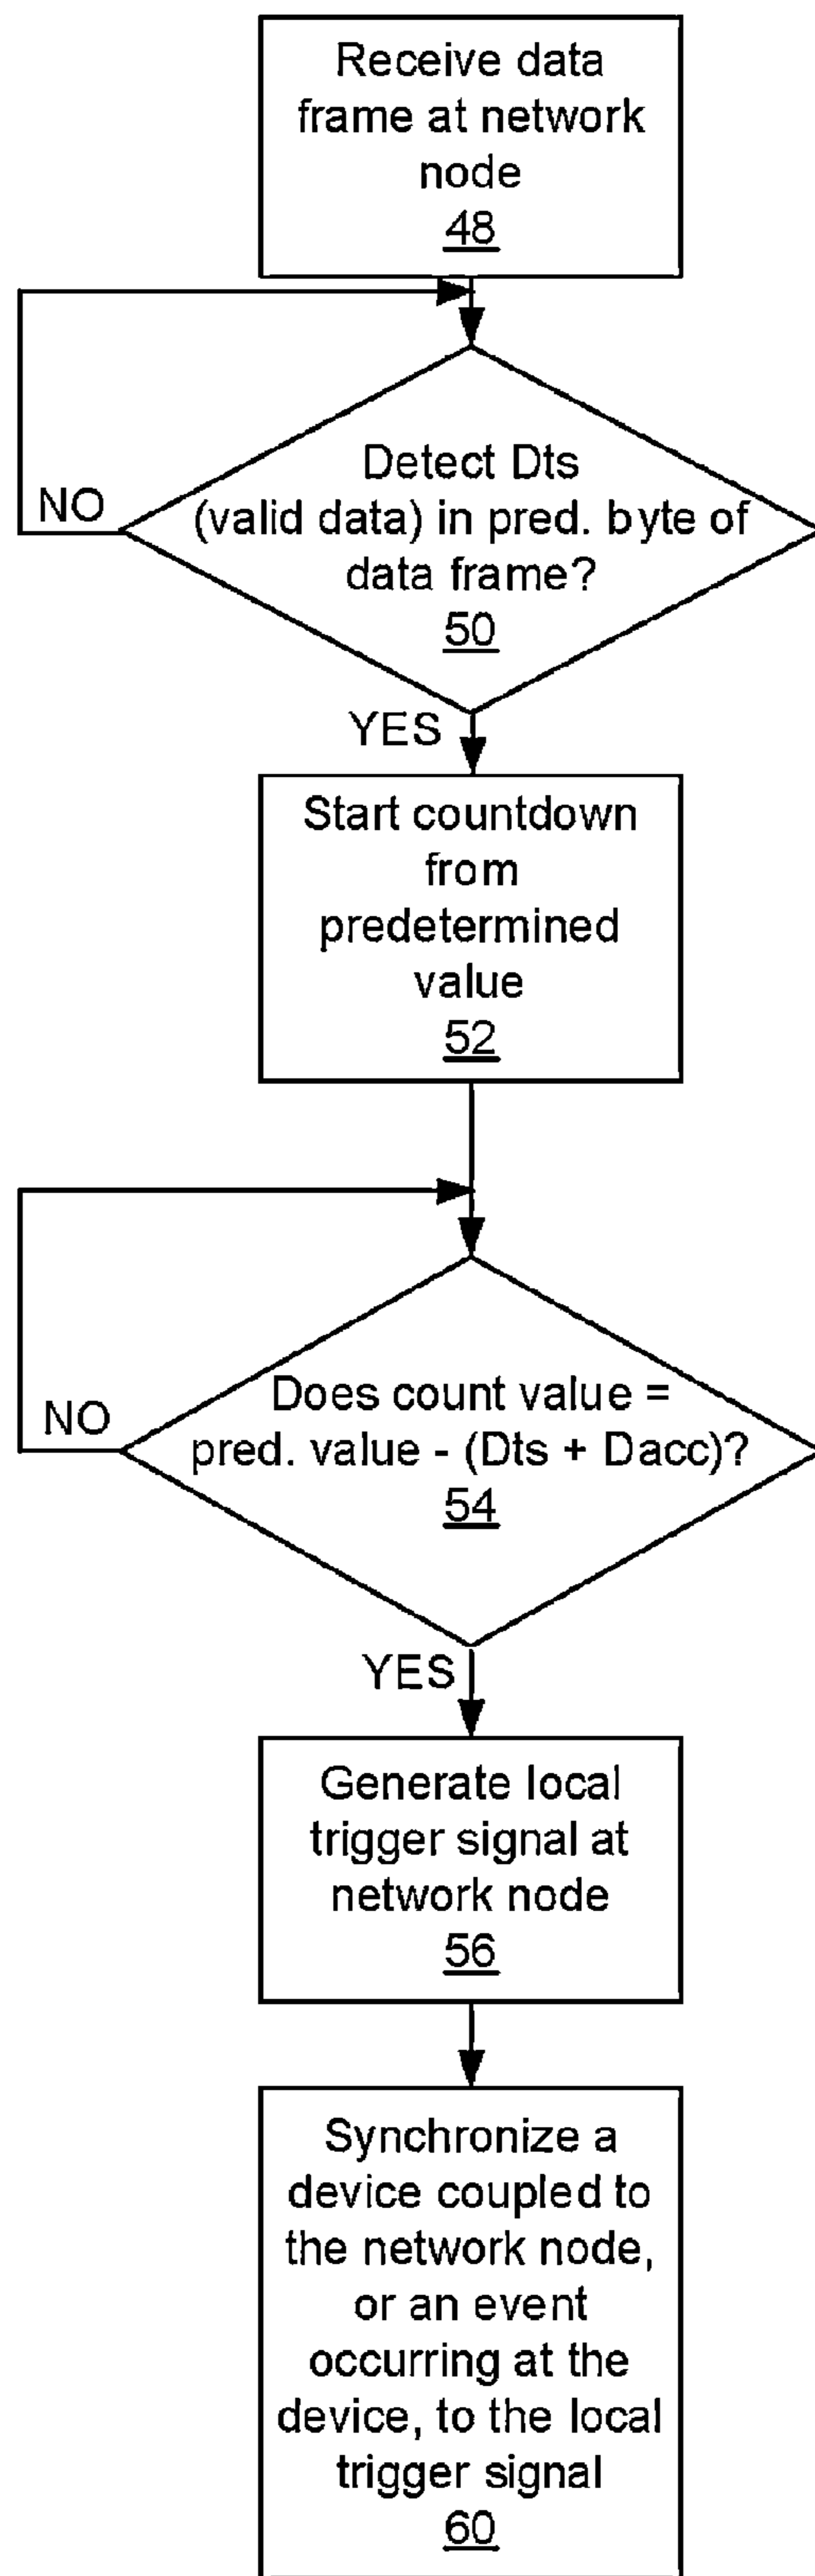 Receive data
frame at network
node
48
Detect Dts
(valid data) in pred. byte of
data frame?
50
NO
YES
Start countdown
from
predetermined
value
52
Does count value =
pred. value - (Dts + Dacc)?
54
NO
YES
Generate local
trigger signal at
network node
56
Synchronize a
device coupled to
the network node,
or an event
occurring at the
device, to the local
trigger signal
60